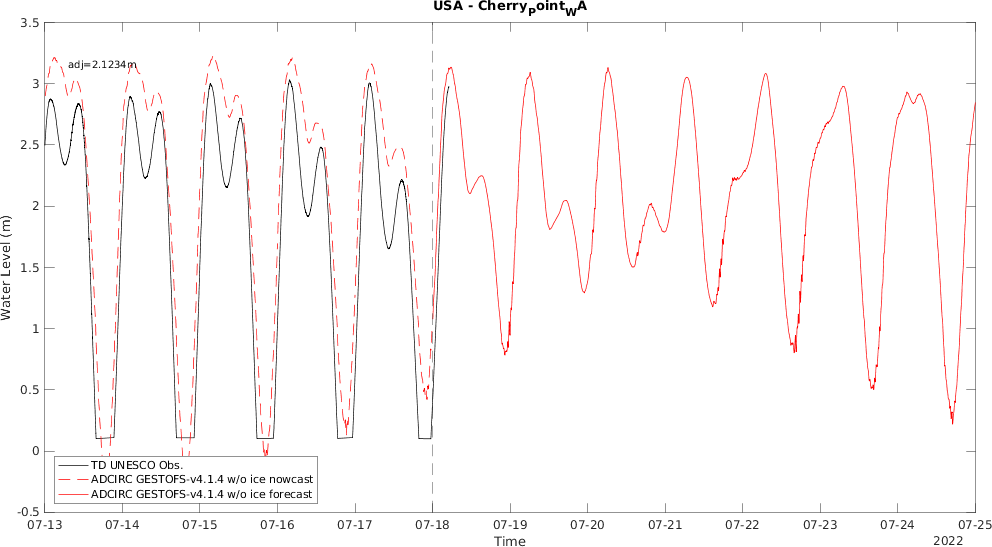 USA - CherryPointWA
adj=2.1234m
3.5
3
2.5
2
1.5
1
0.5
0
-0.5
Water Level (m)
TD UNESCO Obs.
ADCIRC GESTOFS-v4.1.4 w/o ice nowcast
ADCIRC GESTOFS-v4.1.4 w/o ice forecast
07-13 07-14 07-15 07-16 07-17 07-18 07-19 07-20 07-21 07-22 07-23 07-24 07-25
Time
2022